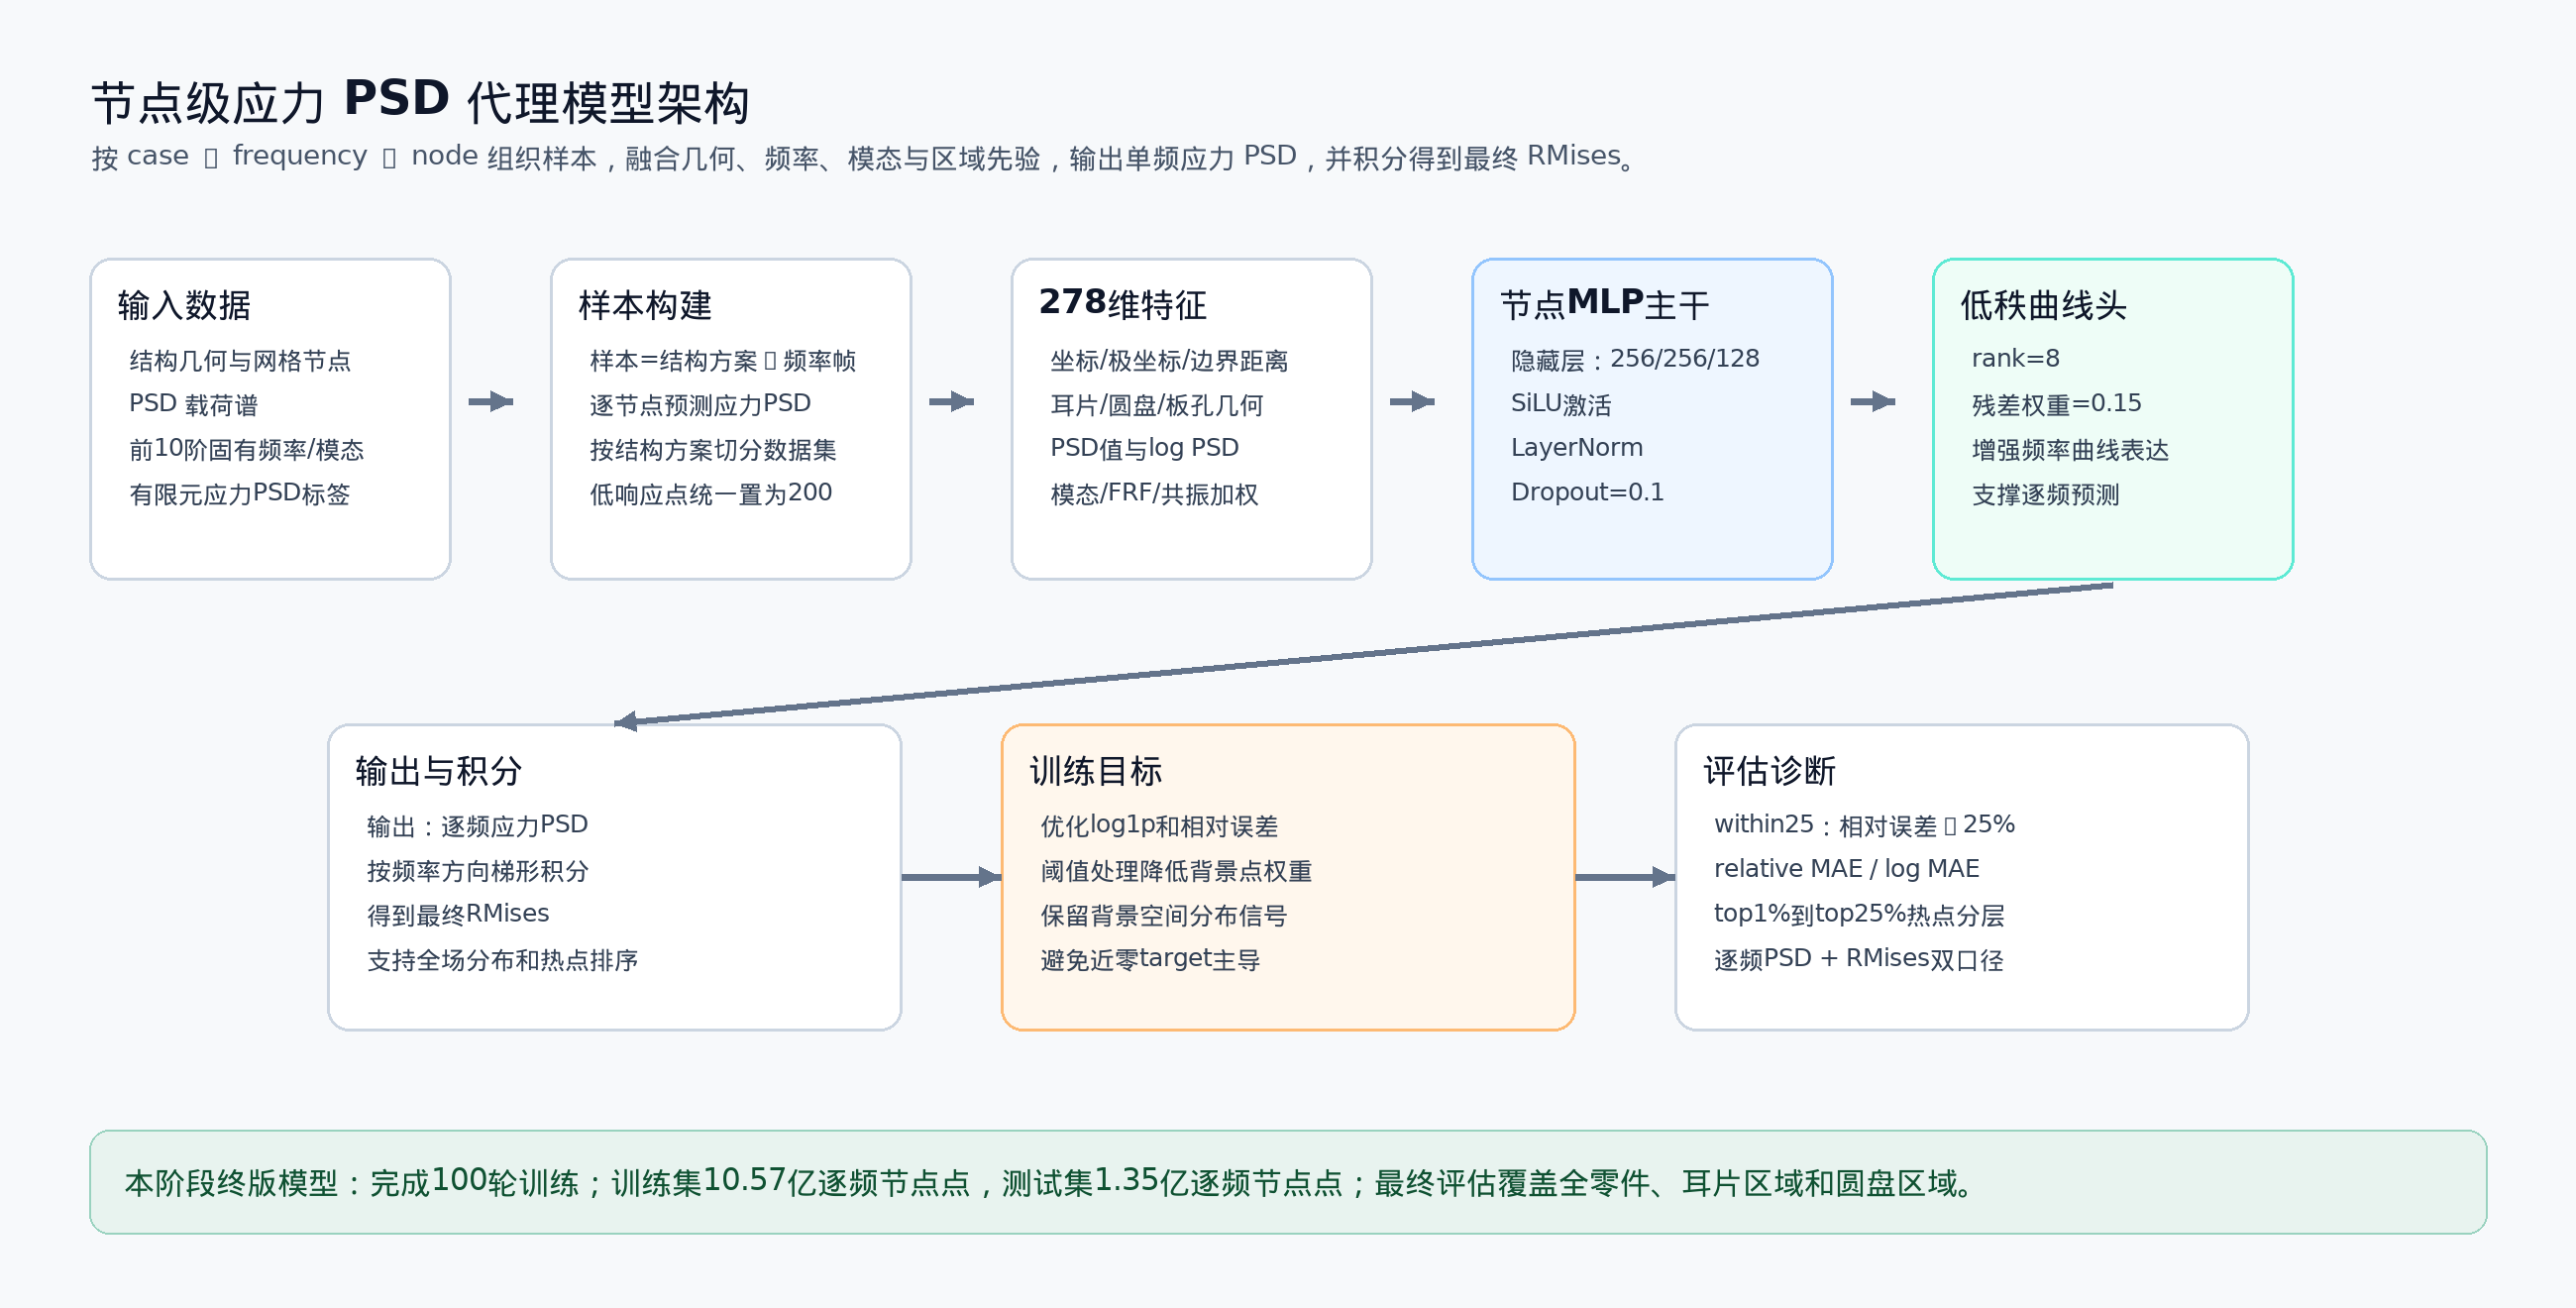 节点级应力 PSD 代理模型架构
按 case ▯ frequency ▯ node 组织样本，融合几何、频率、模态与区域先验，输出单频应力 PSD，并积分得到最终 RMises。
输入数据
结构几何与网格节点
PSD 载荷谱
前10阶固有频率/模态
有限元应力PSD标签
样本构建
样本=结构方案 ▯ 频率帧
逐节点预测应力PSD
按结构方案切分数据集
低响应点统一置为200
278维特征
坐标/极坐标/边界距离
耳片/圆盘/板孔几何
PSD值与log PSD
模态/FRF/共振加权
节点MLP主干
隐藏层：256/256/128
SiLU激活
LayerNorm
Dropout=0.1
低秩曲线头
rank=8
残差权重=0.15
增强频率曲线表达
支撑逐频预测
输出与积分
输出：逐频应力PSD
按频率方向梯形积分
得到最终RMises
支持全场分布和热点排序
训练目标
优化log1p和相对误差
阈值处理降低背景点权重
保留背景空间分布信号
避免近零target主导
评估诊断
within25：相对误差 ▯ 25%
relative MAE / log MAE
top1%到top25%热点分层
逐频PSD + RMises双口径
本阶段终版模型：完成100轮训练；训练集10.57亿逐频节点点，测试集1.35亿逐频节点点；最终评估覆盖全零件、耳片区域和圆盘区域。